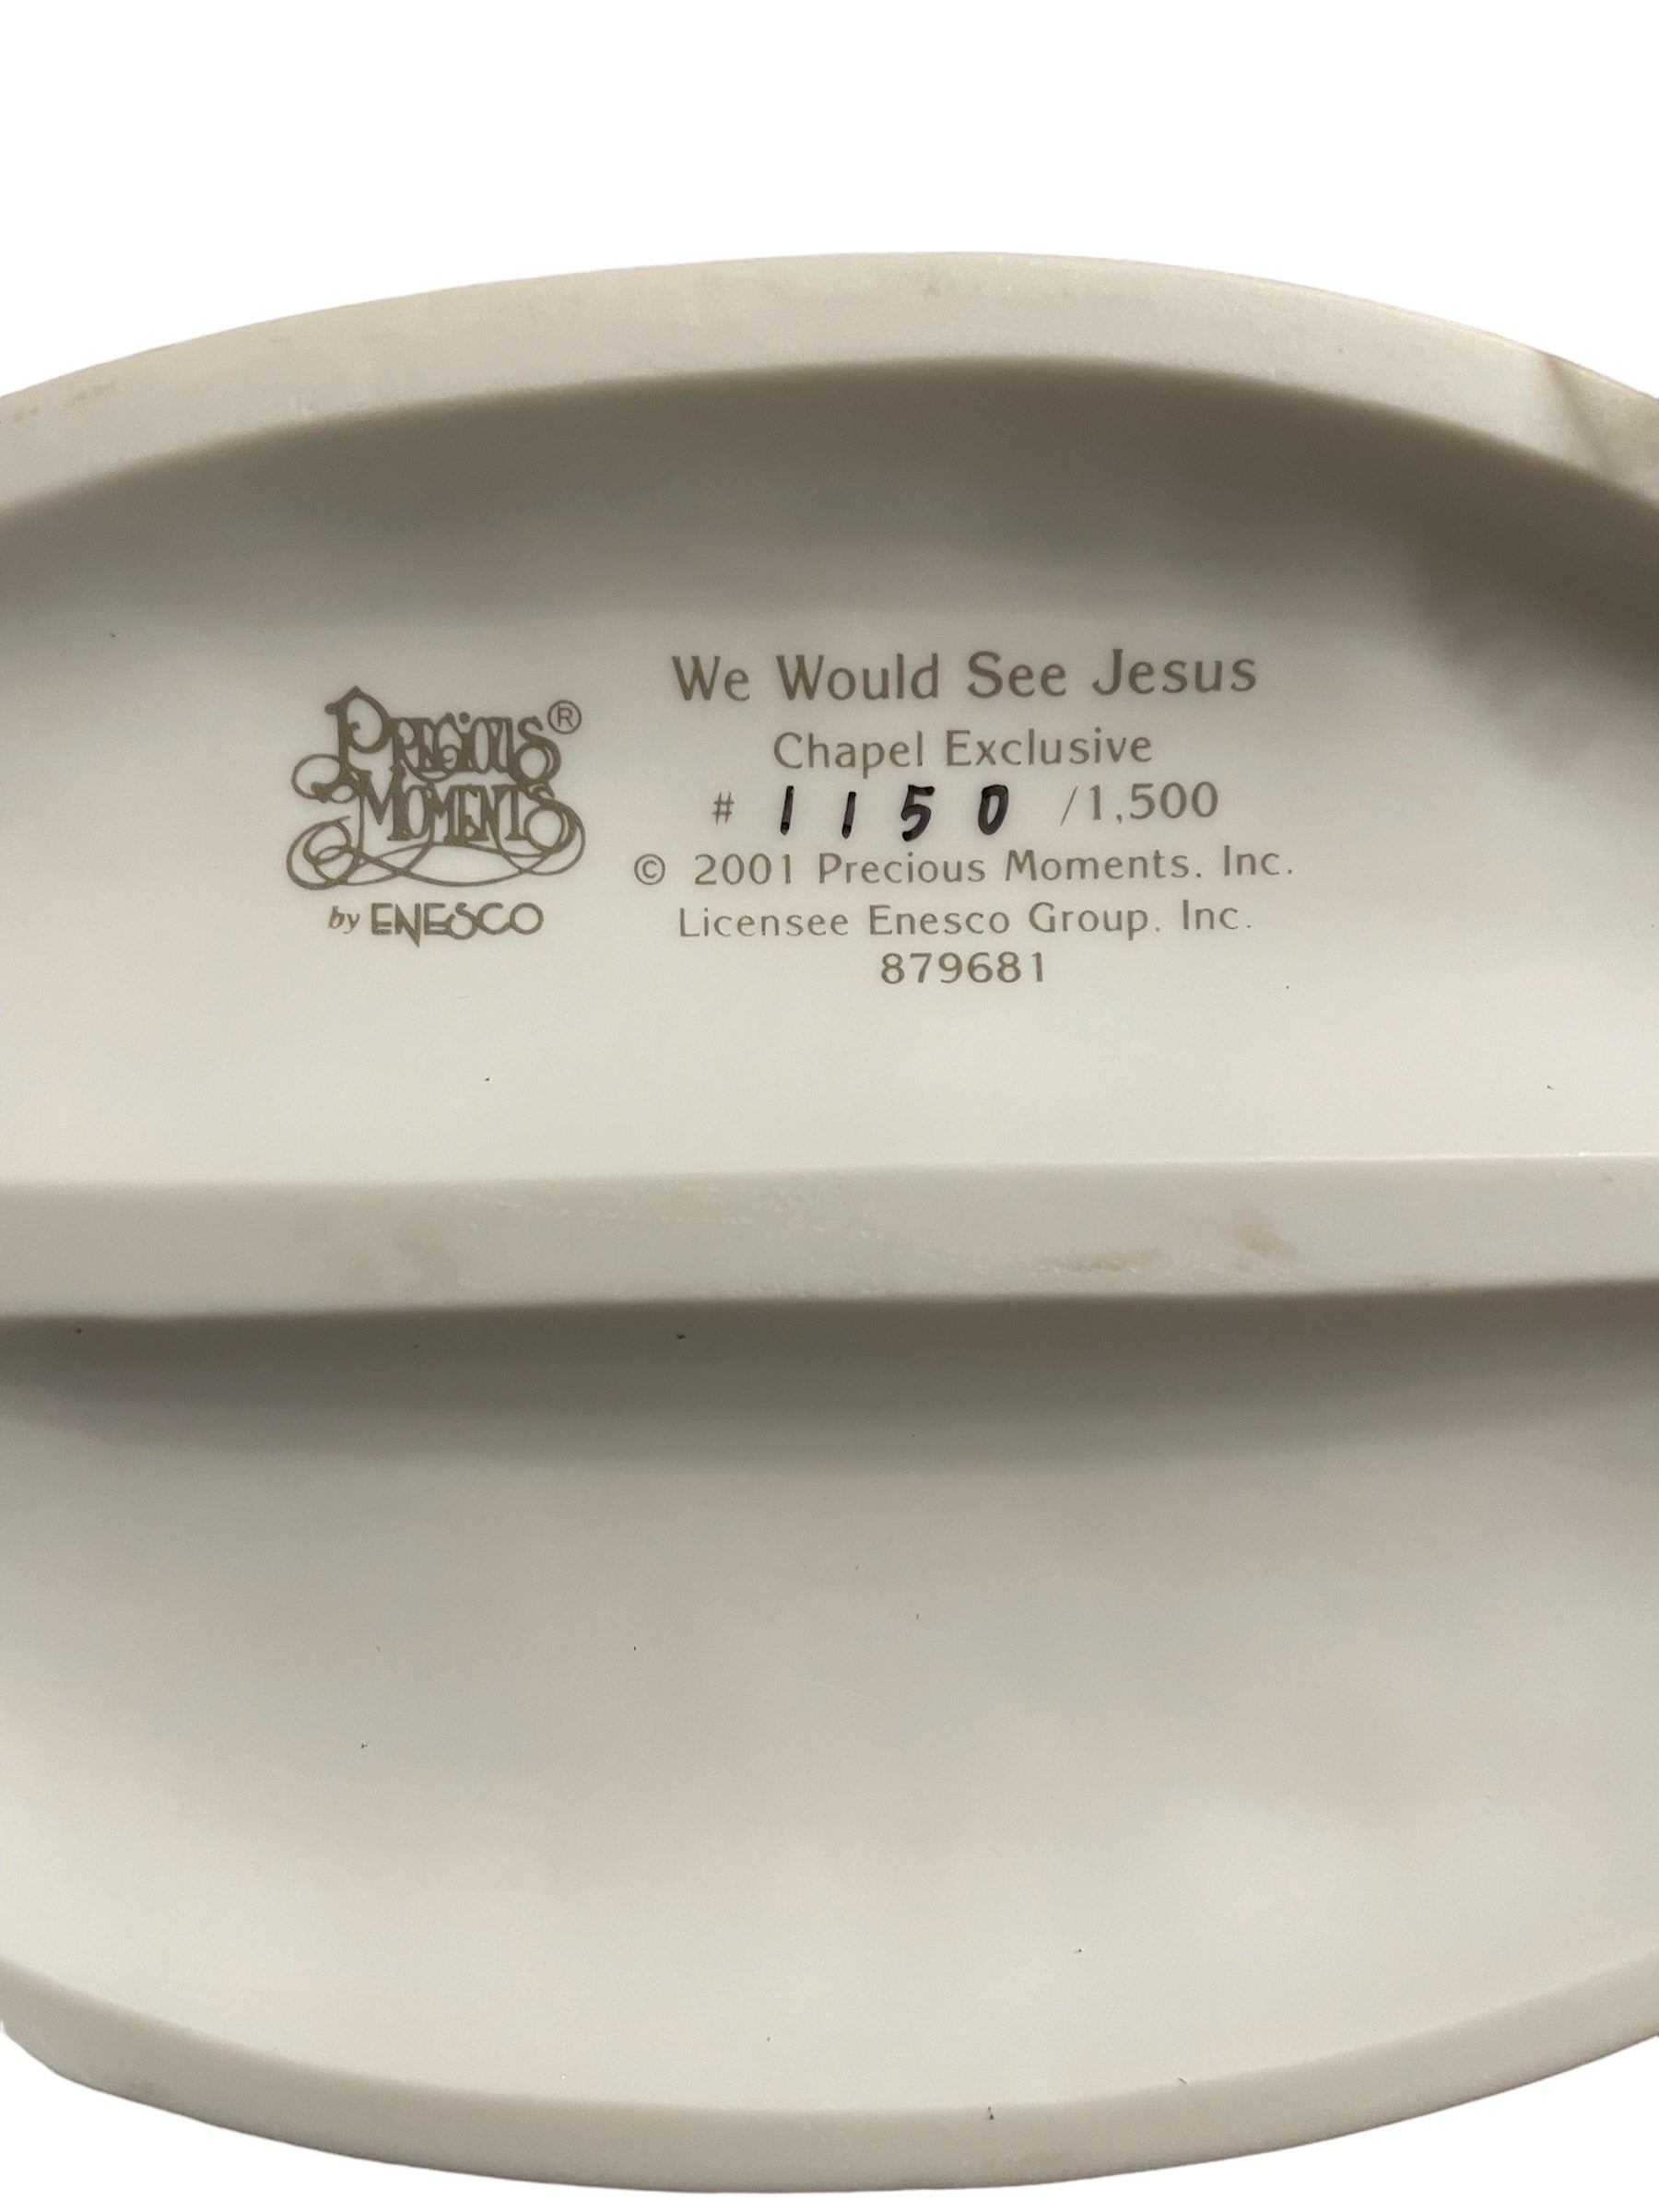 PRECIOUS ®
MOMENTS
by ENESCO
We Would See Jesus
Chapel Exclusive
# 1150 /1,500
© 2001 Precious Moments, Inc.
Licensee Enesco Group, Inc.
879681